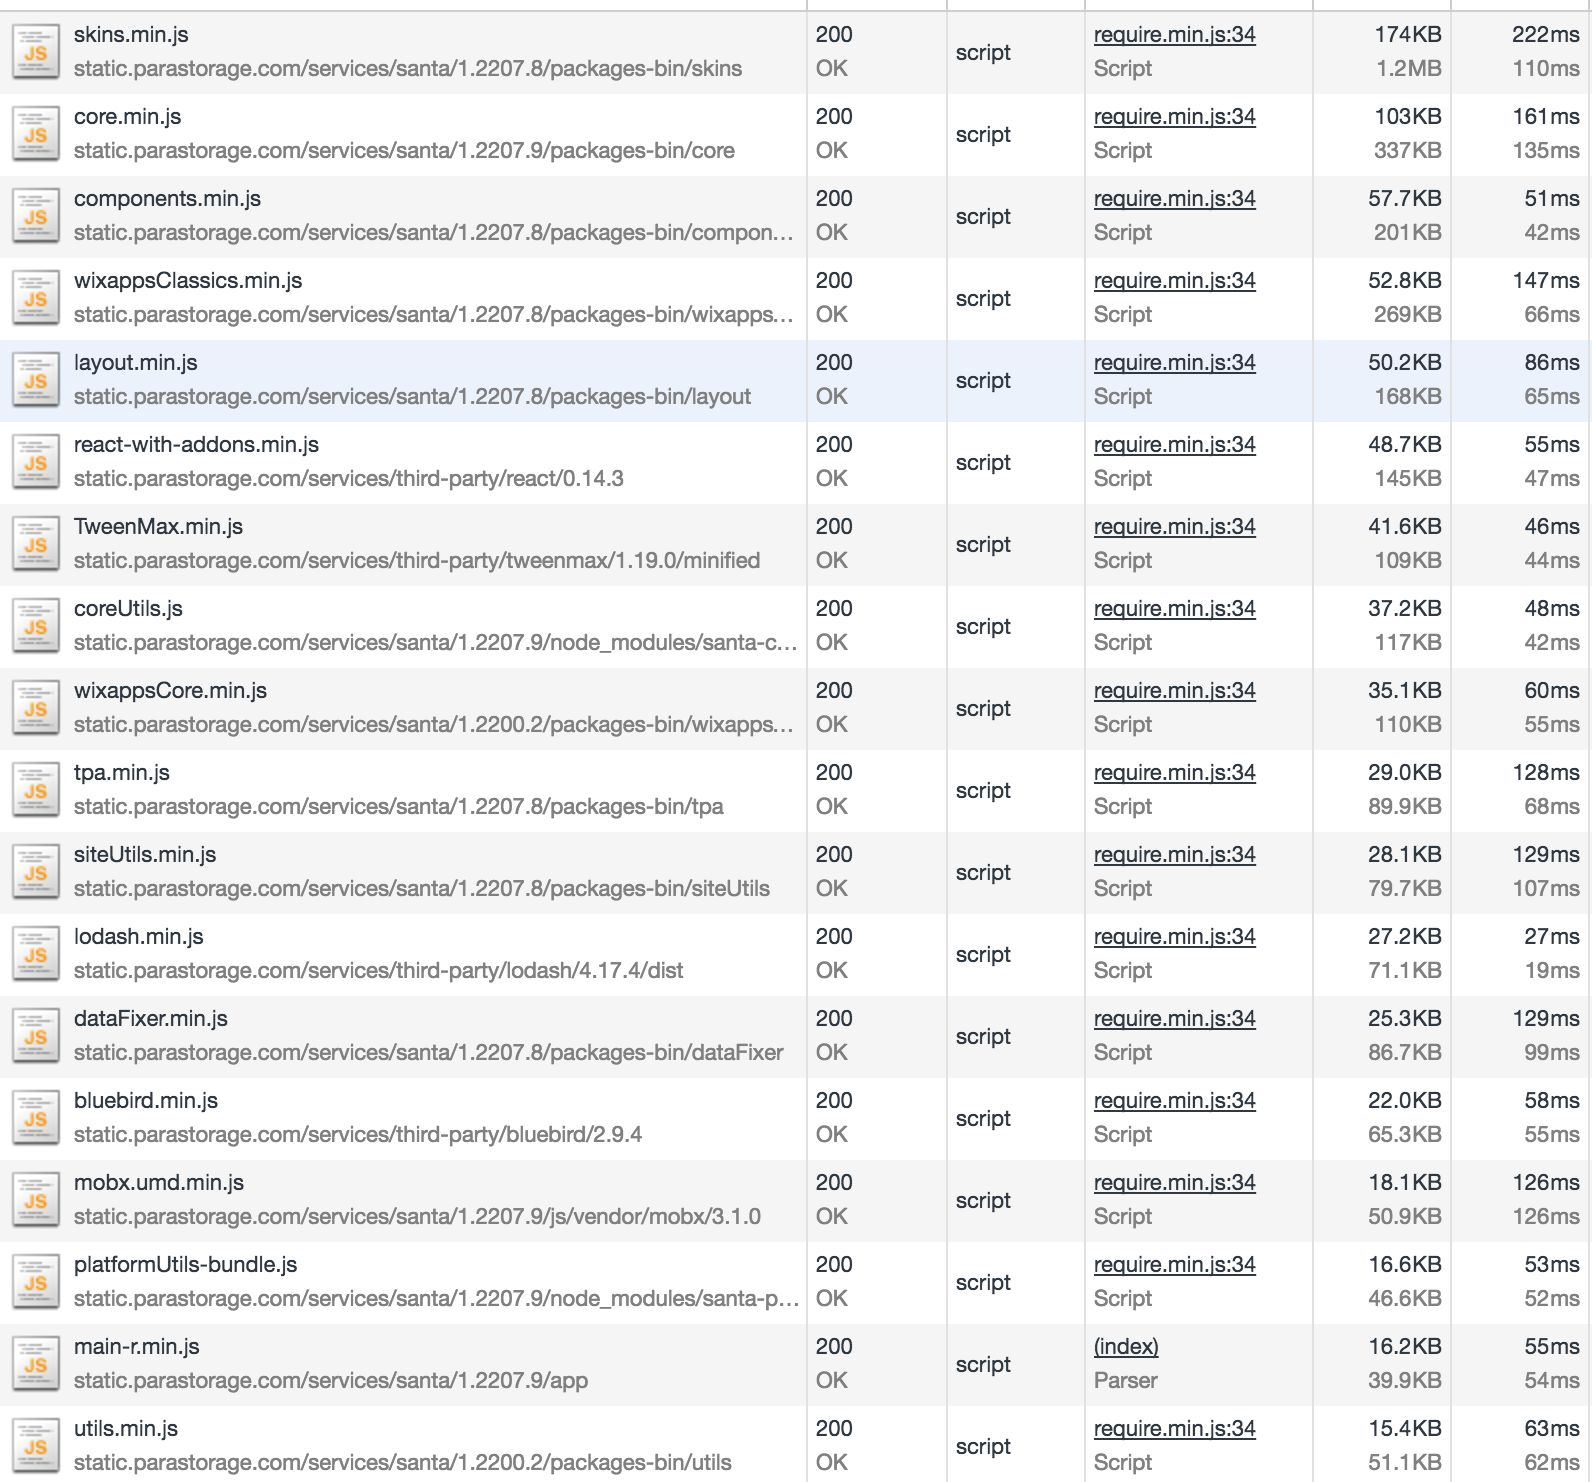 skins.min.js 200 require.min.js:34 174KB 222ms
JS script
static.parastorage.com/services/santa/1.2207.8/packages-bin/skins OK Script 1.2MB 110ms
core.min.js 200 require.min.js:34 103KB 161ms
JS script
static.parastorage.com/services/santa/1.2207.9/packages-bin/core OK Script 337KB 135ms
components.min.js 200 require.min.js:34 57.7KB 51ms
JS script
static.parastorage.com/services/santa/1.2207.8/packages-bin/compon... OK Script 201KB 42ms
wixappsClassics.min.js 200 require.min.js:34 52.8KB 147ms
JS script
static.parastorage.com/services/santa/1.2207.8/packages-bin/wixapps... OK Script 269KB 66ms
layout.min.js 200 require.min.js:34 50.2KB 86ms
JS script
static.parastorage.com/services/santa/1.2207.8/packages-bin/layout OK Script 168KB 65ms
react-with-addons.min.js 200 require.min.js:34 48.7KB 55ms
JS script
static.parastorage.com/services/third-party/react/0.14.3 OK Script 145KB 47ms
TweenMax.min.js 200 require.min.js:34 41.6KB 46ms
JS script
static.parastorage.com/services/third-party/tweenmax/1.19.0/minified OK Script 109KB 44ms
coreUtils.js 200 require.min.js:34 37.2KB 48ms
JS script
static.parastorage.com/services/santa/1.2207.9/node_modules/santa-c... OK Script 117KB 42ms
wixappsCore.min.js 200 require.min.js:34 35.1KB 60ms
JS script
static.parastorage.com/services/santa/1.2200.2/packages-bin/wixapps... OK Script 110KB 55ms
tpa.min.js 200 require.min.js:34 29.0KB 128ms
JS script
static.parastorage.com/services/santa/1.2207.8/packages-bin/tpa OK Script 89.9KB 68ms
siteUtils.min.js 200 require.min.js:34 28.1KB 129ms
JS script
static.parastorage.com/services/santa/1.2207.8/packages-bin/siteUtils OK Script 79.7KB 107ms
lodash.min.js 200 require.min.js:34 27.2KB 27ms
JS script
static.parastorage.com/services/third-party/lodash/4.17.4/dist OK Script 71.1KB 19ms
dataFixer.min.js 200 require.min.js:34 25.3KB 129ms
JS script
static.parastorage.com/services/santa/1.2207.8/packages-bin/dataFixer OK Script 86.7KB 99ms
bluebird.min.js 200 require.min.js:34 22.0KB 58ms
JS script
static.parastorage.com/services/third-party/bluebird/2.9.4 OK Script 65.3KB 55ms
mobx.umd.min.js 200 require.min.js:34 18.1KB 126ms
JS script
static.parastorage.com/services/santa/1.2207.9/js/vendor/mobx/3.1.0 OK Script 50.9KB 126ms
platformUtils-bundle.js 200 require.min.js:34 16.6KB 53ms
JS script
static.parastorage.com/services/santa/1.2207.9/node_modules/santa-p... OK Script 46.6KB 52ms
main-r.min.js 200 (index) 16.2KB 55ms
JS script
static.parastorage.com/services/santa/1.2207.9/app OK Parser 39.9KB 54ms
utils.min.js 200 require.min.js:34 15.4KB 63ms
JS script
static.parastorage.com/services/santa/1.2200.2/packages-bin/utils OK Script 51.1KB 62ms